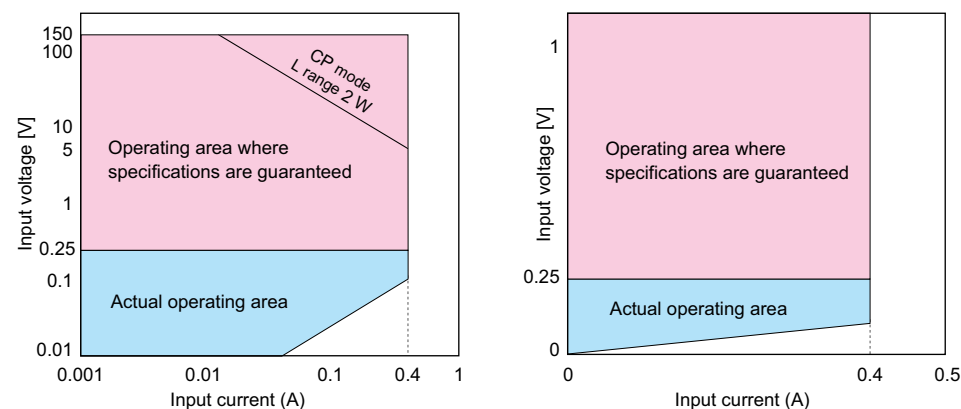 150
100
10
5
1
0.25
0.1
0.01
Input voltage [V]
CP mode
L range 2 W
Operating area where
specifications are guaranteed
Actual operating area
0.001
0.01
0.1
0.4
1
Input current (A)
1
0.25
0
Input voltage [V]
Operating area where
specifications are guaranteed
Actual operating area
0
0.4
0.5
Input current (A)